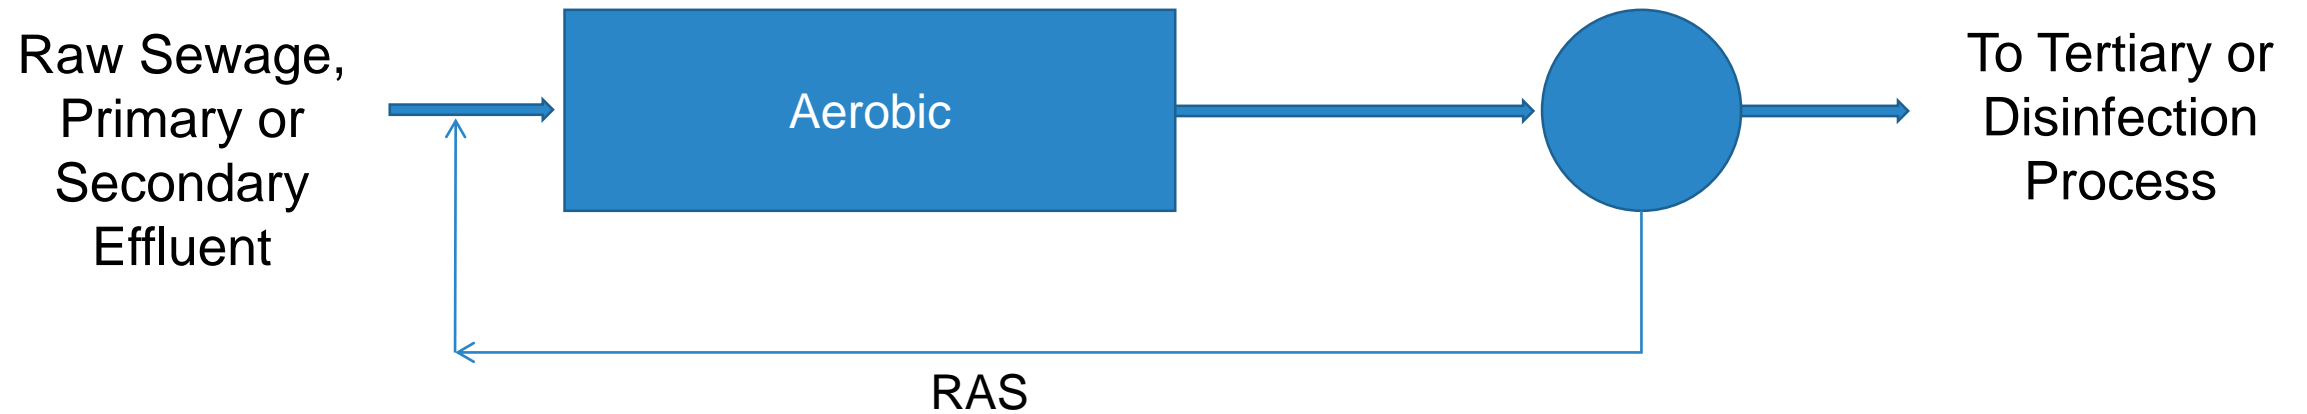 Raw Sewage,
Primary or
Secondary
Effluent
Aerobic
To Tertiary or
Disinfection
Process
RAS